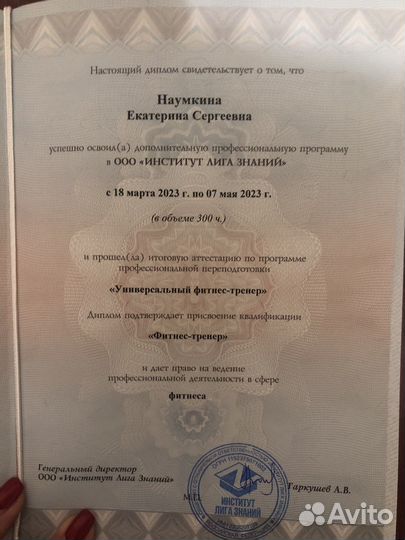 Настоящий диплом свидетельствует о том, что
Наумкина
Екатерина Сергеевна
успешно освоил(а) дополнительную профессиональную программу
в ООО «ИНСТИТУТ ЛИГА ЗНАНИЙ»
с 18 марта 2023 г. по 07 мая 2023 г.
(в объеме 300 ч.)
и прошел(ла) итоговую аттестацию по программе
профессиональной переподготовки
«Универсальный фитнес-тренер»
Диплом подтверждает присвоение квалификации
«Фитнес-тренер»
и дает право на ведение
профессиональной деятельности в сфере
фитнеса
Генеральный директор
ООО «Институт Лига Знаний»
Гаркушев А.В.
М.П.
ИНСТИТУТ
ЛИГА ЗНАНИЙ
Avito